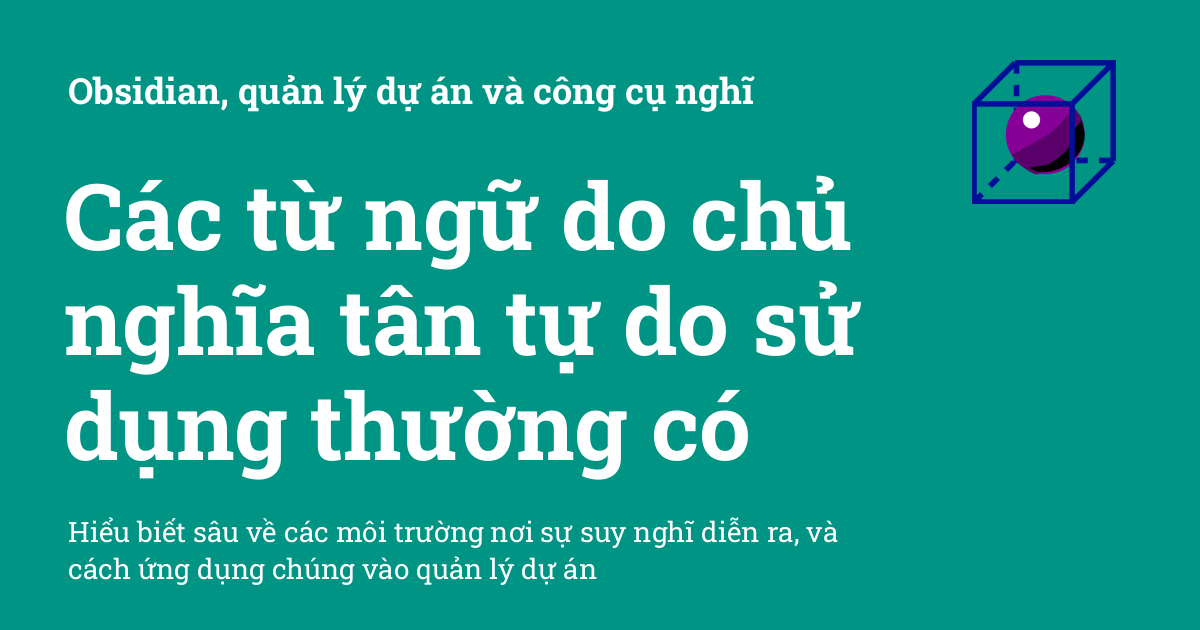 Obsidian, quản lý dự án và công cụ nghĩ
Các từ ngữ do chủ
nghĩa tân tự do sử
dụng thường có
Hiểu biết sâu về các môi trường nơi sự suy nghĩ diễn ra, và
cách ứng dụng chúng vào quản lý dự án